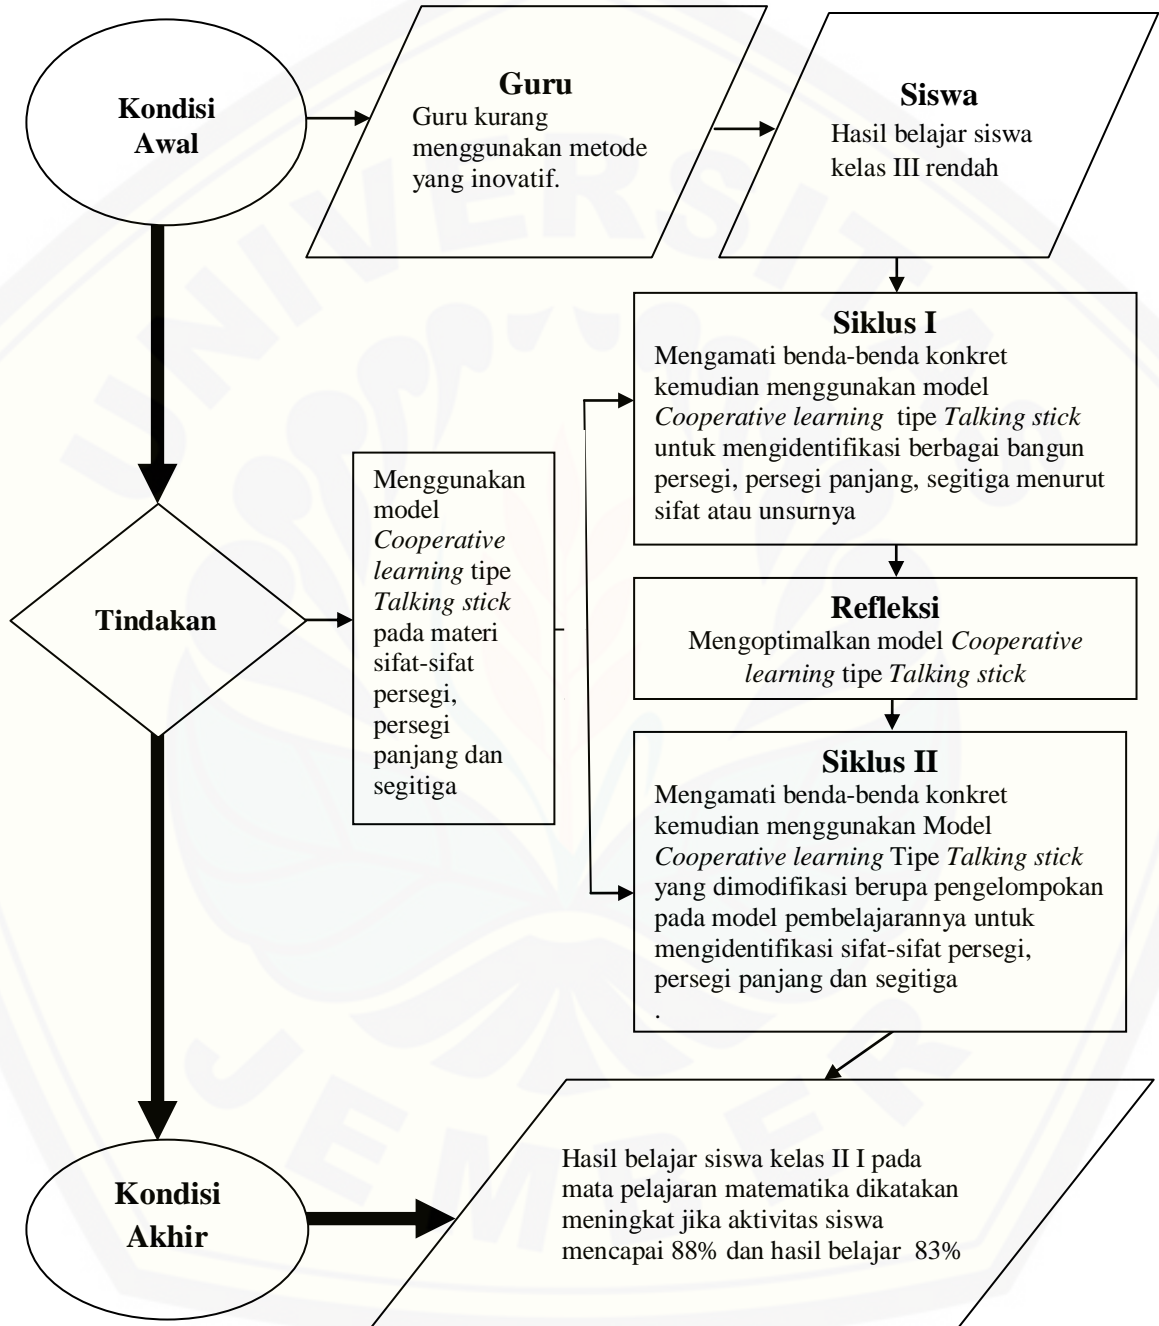 Kondisi
Awal
Guru
Guru kurang
menggunakan metode
yang inovatif.
Siswa
Hasil belajar siswa
kelas III rendah
Siklus I
Mengamati benda-benda konkret
kemudian menggunakan model
Cooperative learning tipe Talking stick
untuk mengidentifikasi berbagai bangun
persegi, persegi panjang, segitiga menurut
sifat atau unsurnya
Tindakan
Menggunakan
model
Cooperative
learning tipe
Talking stick
pada materi
sifat-sifat
persegi,
persegi
panjang dan
segitiga
Refleksi
Mengoptimalkan model Cooperative
learning tipe Talking stick
Siklus II
Mengamati benda-benda konkret
kemudian menggunakan Model
Cooperative learning Tipe Talking stick
yang dimodifikasi berupa pengelompokan
pada model pembelajarannya untuk
mengidentifikasi sifat-sifat persegi,
persegi panjang dan segitiga
.
Kondisi
Akhir
Hasil belajar siswa kelas II I pada
mata pelajaran matematika dikatakan
meningkat jika aktivitas siswa
mencapai 88% dan hasil belajar 83%
UNIVERSITAS
JEMBER